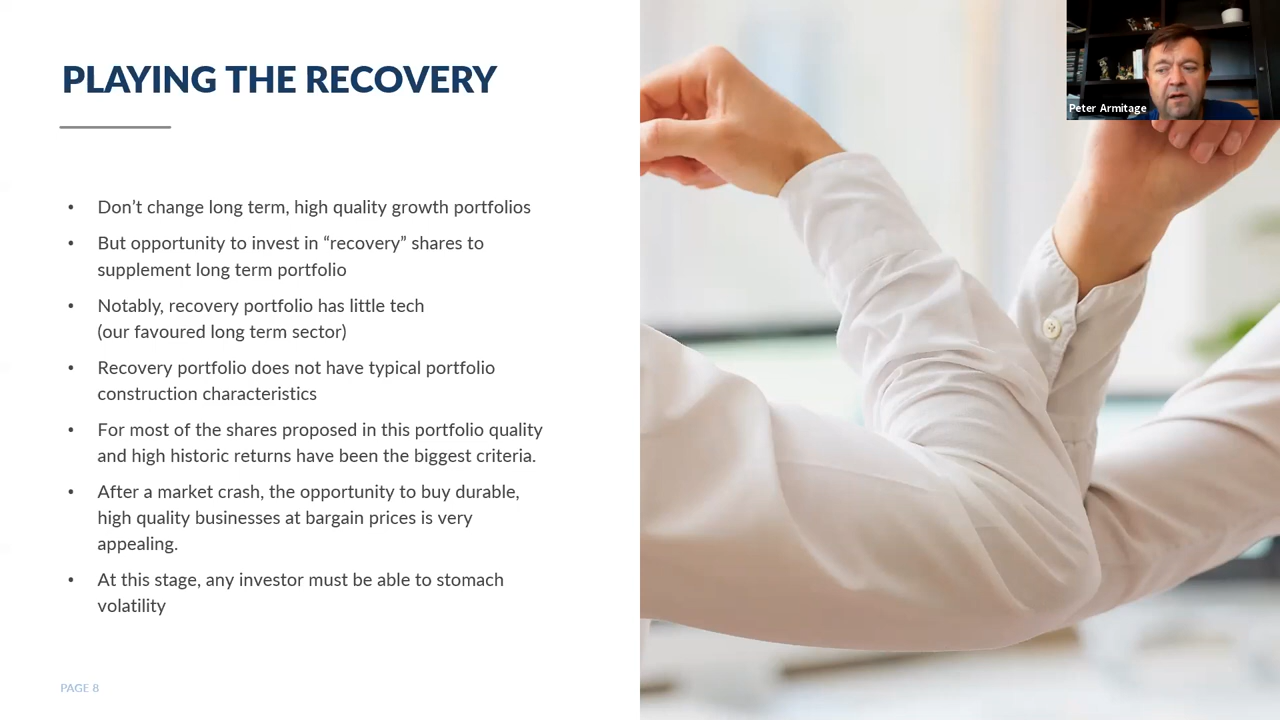 PLAYING THE RECOVERY
Peter Armitage
• Don’t change long term, high quality growth portfolios
• But opportunity to invest in “recovery” shares to
supplement long term portfolio
• Notably, recovery portfolio has little tech
(our favoured long term sector)
• Recovery portfolio does not have typical portfolio
construction characteristics
• For most of the shares proposed in this portfolio quality
and high historic returns have been the biggest criteria.
• After a market crash, the opportunity to buy durable,
high quality businesses at bargain prices is very
appealing.
• At this stage, any investor must be able to stomach
volatility
PAGE 8